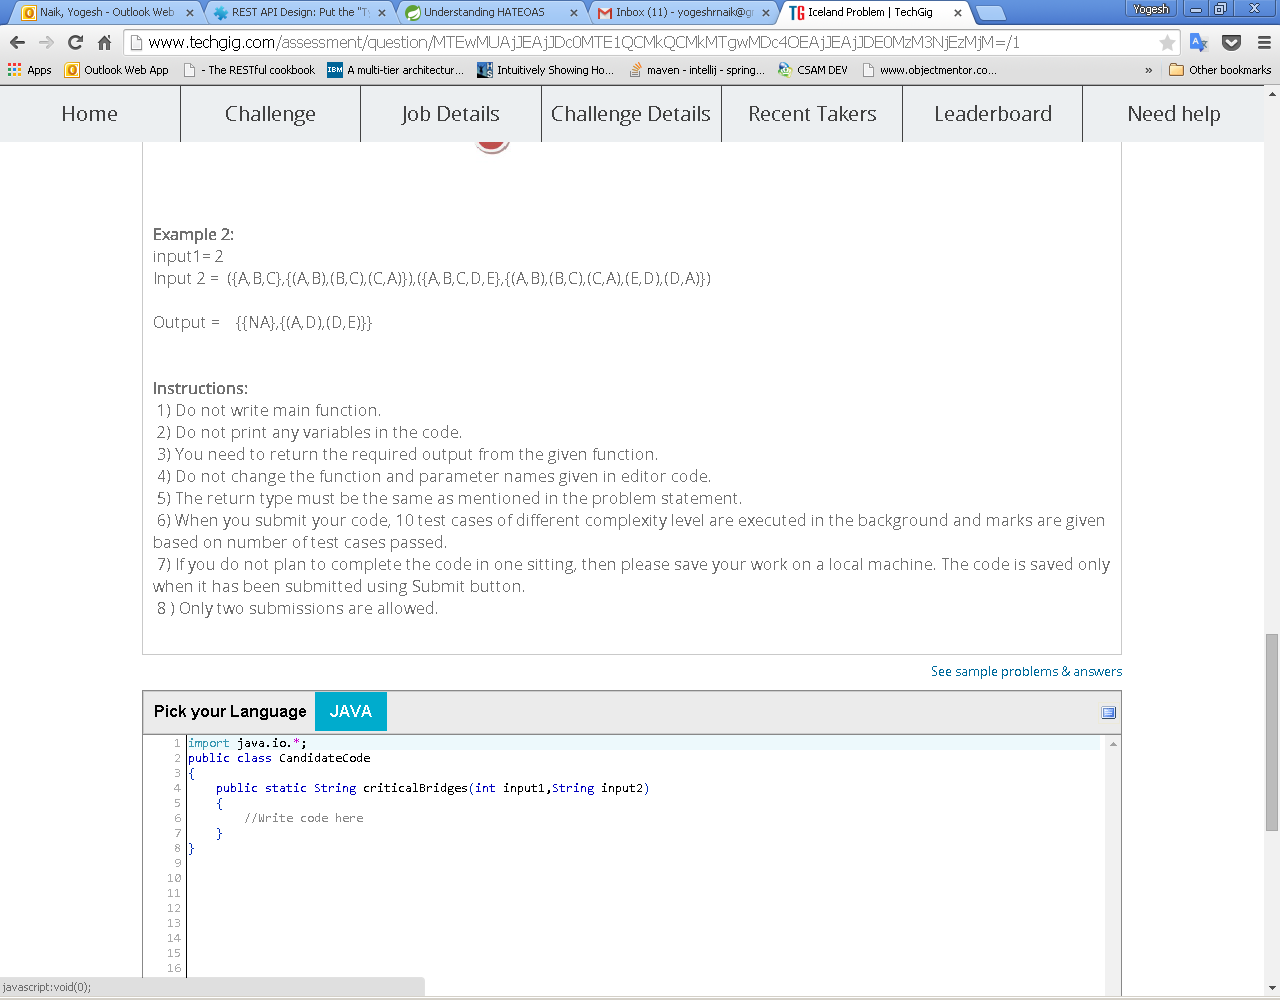 Naik, Yogesh - Outlook Web
REST API Design: Put the "Ty
Understanding HATEOAS
Inbox (11) - yogeshrnaik@g
Iceland Problem | TechGig
Yogesh
www.techgig.com/assessment/question/MTEwMUAjJEAjJDc0MTE1QCMkQCMkMTgwMDc4OEAjJEAjJDE0MzM3NjEzMjM=/1
Apps
Outlook Web App
- The RESTful cookbook
IBM
A multi-tier architectur...
Intuitively Showing Ho...
maven - intellij - spring...
CSAM DEV
www.objectmentor.co...
»
Other bookmarks
Home
Challenge
Job Details
Challenge Details
Recent Takers
Leaderboard
Need help
Example 2:
input1= 2
Input 2 = ({A,B,C},{(A,B),(B,C),(C,A)}),({A,B,C,D,E},{(A,B),(B,C),(C,A),(E,D),(D,A)})
Output = {{NA},{(A,D),(D,E)}}
Instructions:
1) Do not write main function.
2) Do not print any variables in the code.
3) You need to return the required output from the given function.
4) Do not change the function and parameter names given in editor code.
5) The return type must be the same as mentioned in the problem statement.
6) When you submit your code, 10 test cases of different complexity level are executed in the background and marks are given
based on number of test cases passed.
7) If you do not plan to complete the code in one sitting, then please save your work on a local machine. The code is saved only
when it has been submitted using Submit button.
8 ) Only two submissions are allowed.
See sample problems & answers
Pick your Language JAVA
1 import java.io.*;
2 public class CandidateCode
3 {
4 public static String criticalBridges(int input1,String input2)
5 {
6 //Write code here
7 }
8 }
9
10
11
12
13
14
15
16
javascript:void(0);